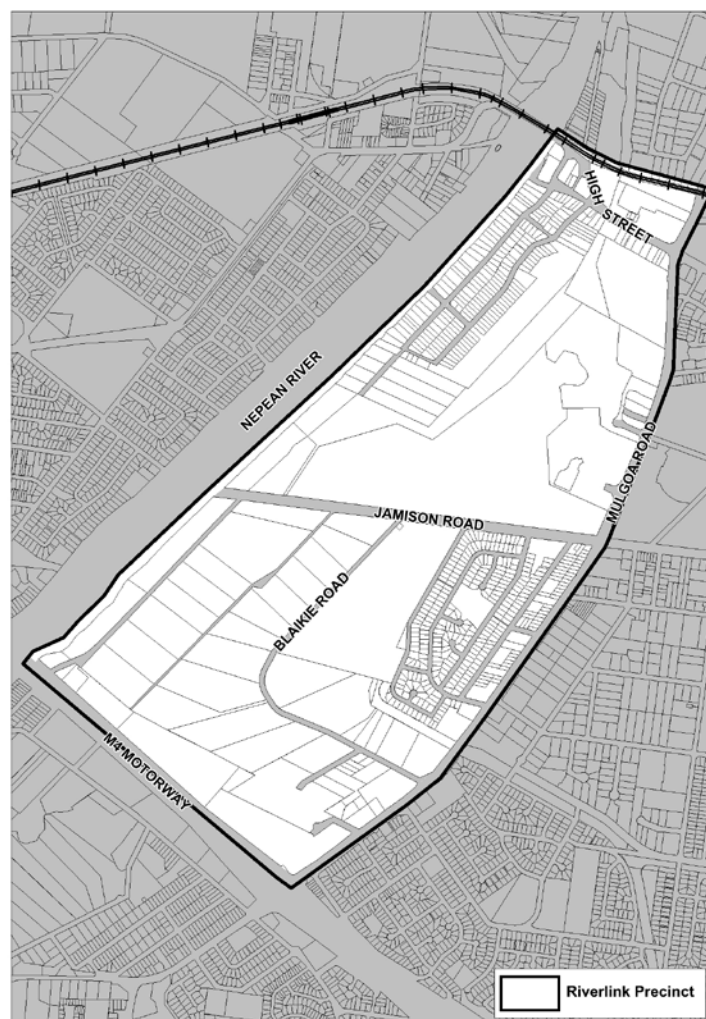 HIGH STREET
NEPEAN RIVER
MULGOA ROAD
JAMISON ROAD
BLAIKIE ROAD
M4 MOTORWAY
Riverlink Precinct